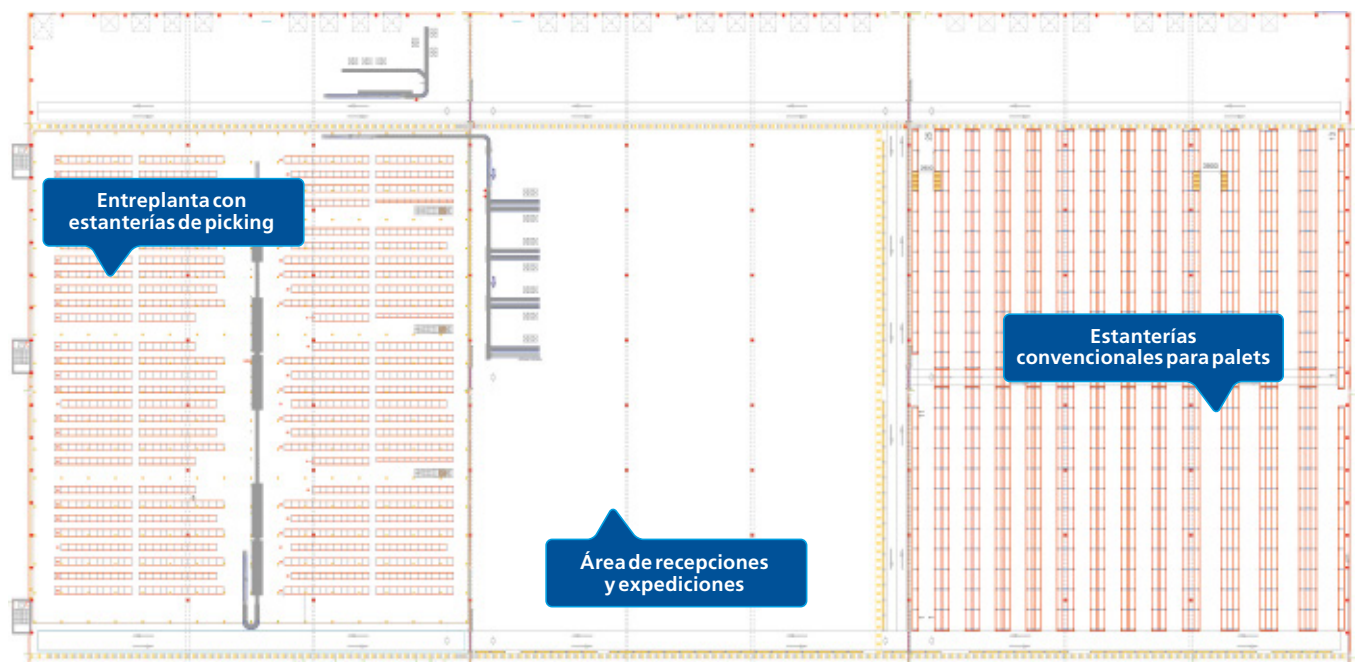 Entreplanta con
estanterías de picking
Estanterías
convencionales para palets
Área de recepciones
y expediciones